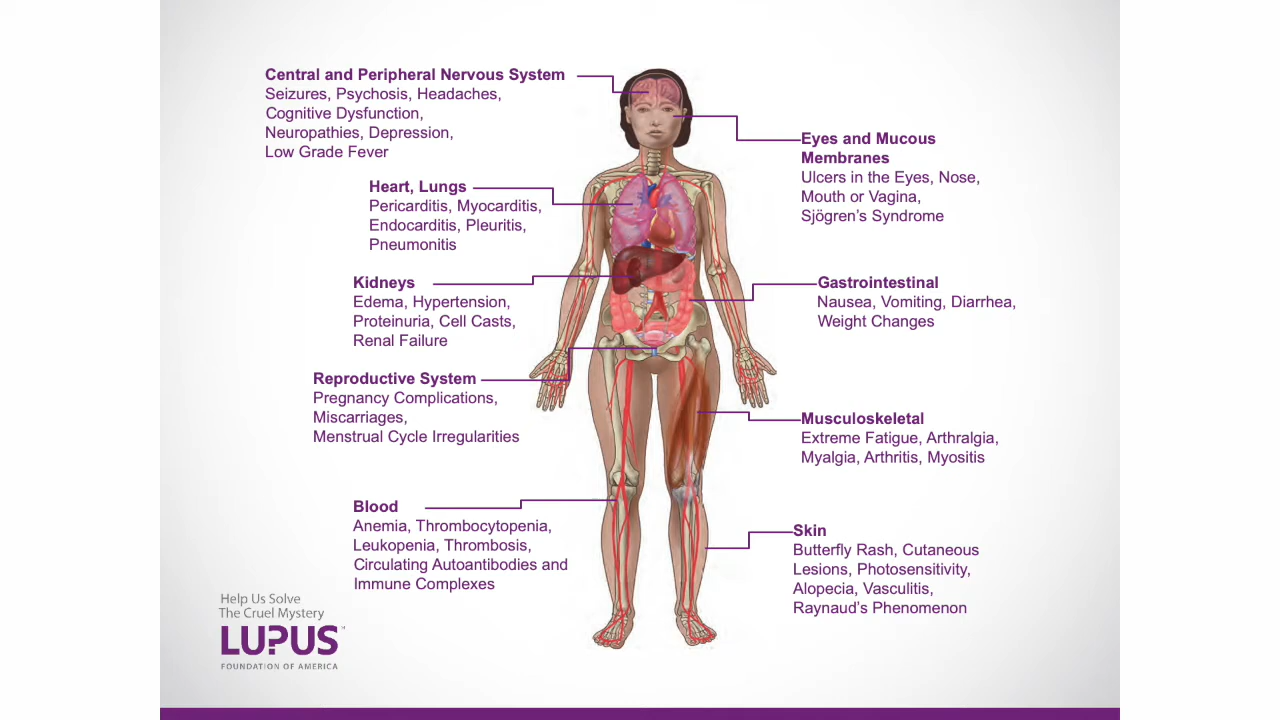 Central and Peripheral Nervous System
Seizures, Psychosis, Headaches,
Cognitive Dysfunction,
Neuropathies, Depression,
Low Grade Fever
Heart, Lungs
Pericarditis, Myocarditis,
Endocarditis, Pleuritis,
Pneumonitis
Kidneys
Edema, Hypertension,
Proteinuria, Cell Casts,
Renal Failure
Reproductive System
Pregnancy Complications,
Miscarriages,
Menstrual Cycle Irregularities
Blood
Anemia, Thrombocytopenia,
Leukopenia, Thrombosis,
Circulating Autoantibodies and
Immune Complexes
Eyes and Mucous
Membranes
Ulcers in the Eyes, Nose,
Mouth or Vagina,
Sjögren's Syndrome
Gastrointestinal
Nausea, Vomiting, Diarrhea,
Weight Changes
Musculoskeletal
Extreme Fatigue, Arthralgia,
Myalgia, Arthritis, Myositis
Skin
Butterfly Rash, Cutaneous
Lesions, Photosensitivity,
Alopecia, Vasculitis,
Raynaud's Phenomenon
Help Us Solve
The Cruel Mystery
LUPUS™
FOUNDATION OF AMERICA